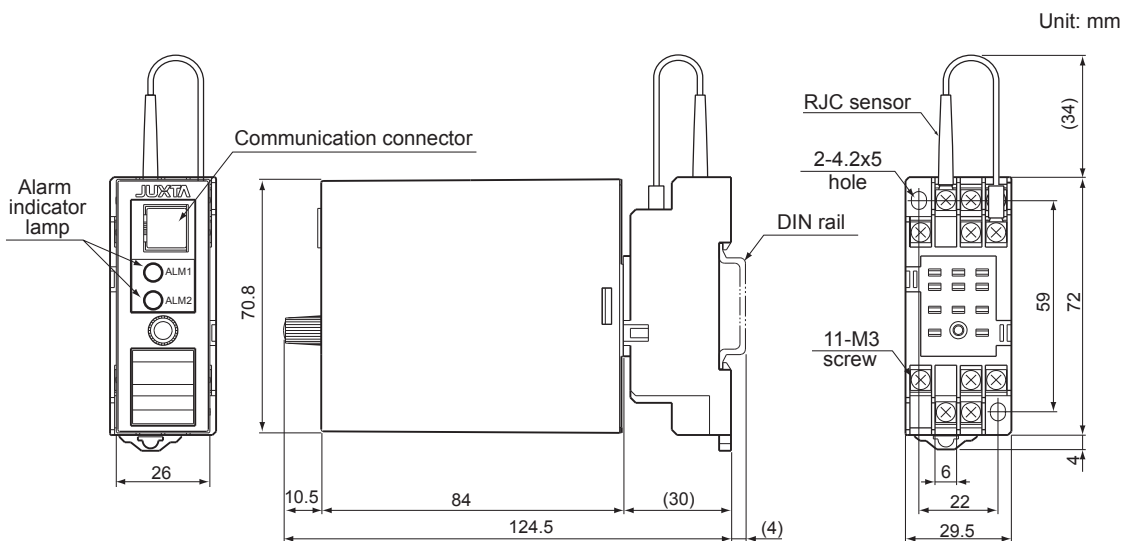 Unit: mm
RJC sensor
(34)
Communication connector
2-4.2x5
hole
Alarm
indicator
lamp
JUXTA
DIN rail
ALM1
ALM2
70.8
59
72
11-M3
screw
26
10.5
84
(30)
124.5
(4)
6
22
29.5
4